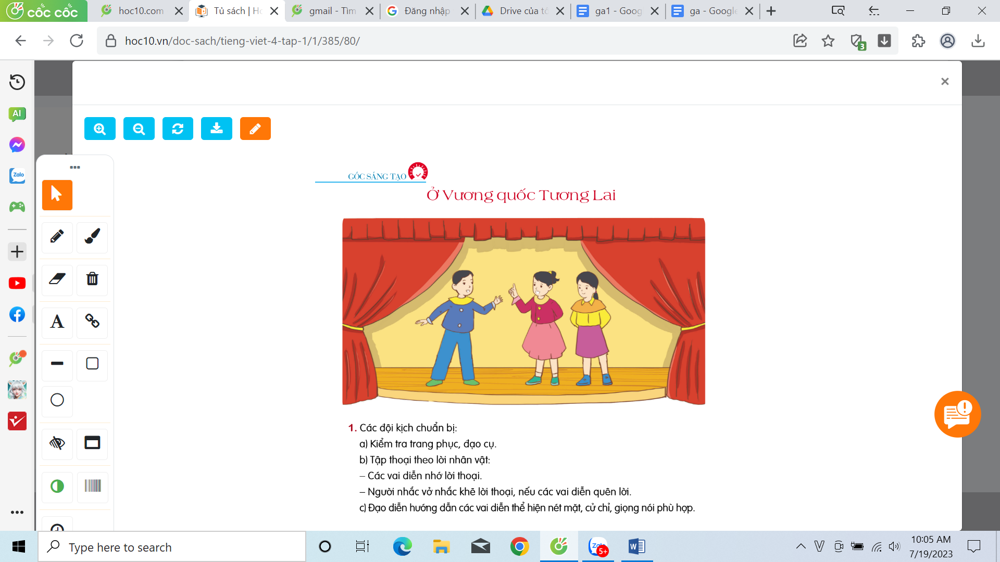 cốc cốc
hoc10.com
Tủ sách | Ho
gmail - Tìm
Đăng nhập
Drive của tô
ga1 - Goog
ga - Google
hoc10.vn/doc-sach/tieng-viet-4-tap-1/1/385/80/
3
AI
Zalo
GÓC SÁNG TẠO
Ở Vương quốc Tương Lai
A
1. Các đội kịch chuẩn bị:
a) Kiểm tra trang phục, đạo cụ.
b) Tập thoại theo lời nhân vật:
– Các vai diễn nhớ lời thoại.
– Người nhắc vở nhắc khẽ lời thoại, nếu các vai diễn quên lời.
c) Đạo diễn hướng dẫn các vai diễn thể hiện nét mặt, cử chỉ, giọng nói phù hợp.
Type here to search
5+
W
V
10:05 AM
7/19/2023